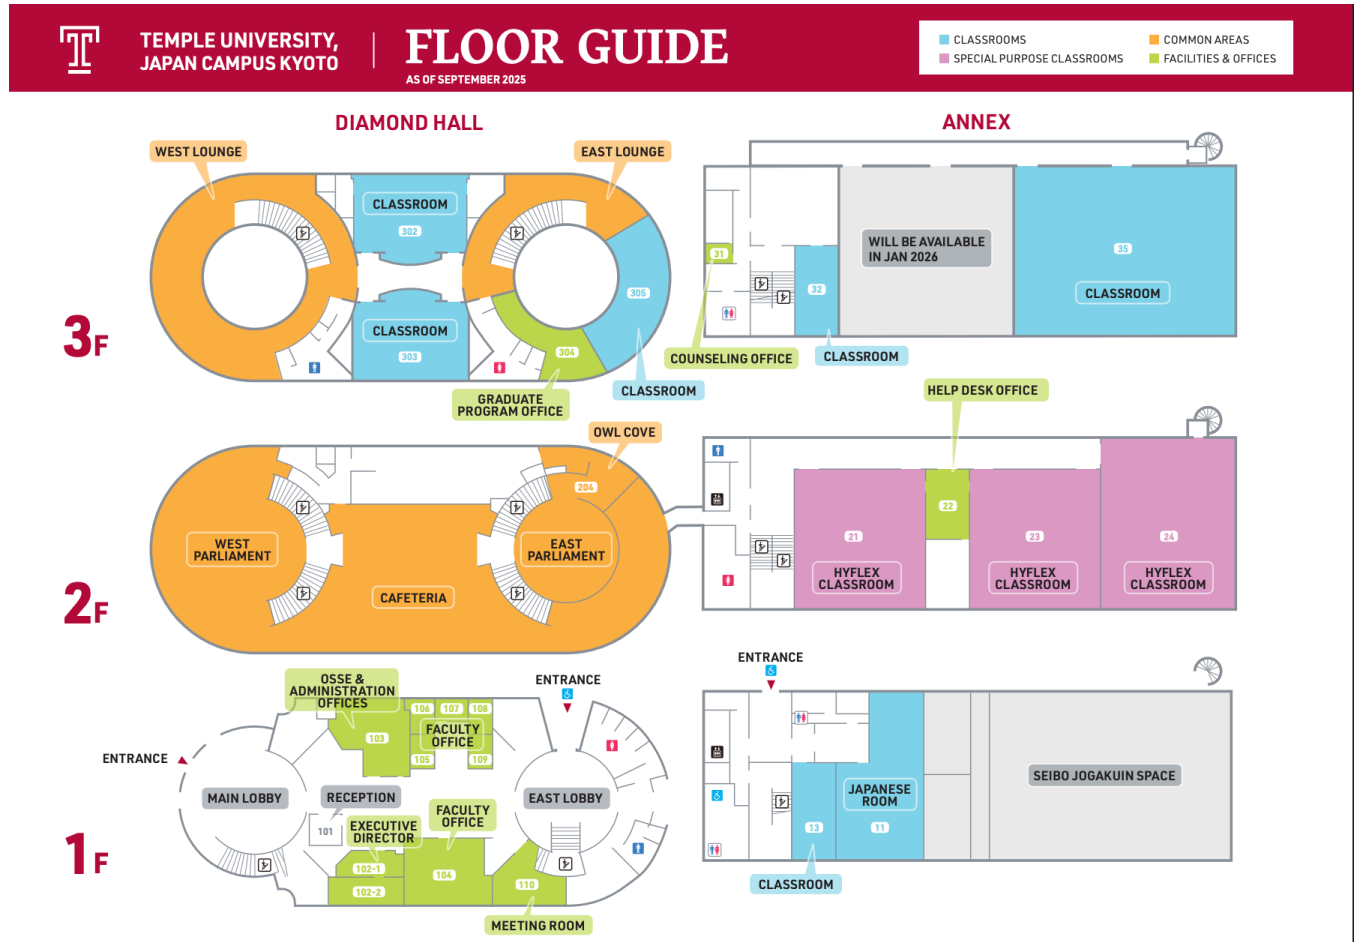 TEMPLE UNIVERSITY,
JAPAN CAMPUS KYOTO
FLOOR GUIDE
AS OF SEPTEMBER 2025
CLASSROOMS
COMMON AREAS
SPECIAL PURPOSE CLASSROOMS
FACILITIES & OFFICES
DIAMOND HALL
ANNEX
3F
WEST LOUNGE
EAST LOUNGE
CLASSROOM
302
305
CLASSROOM
303
304
GRADUATE
PROGRAM OFFICE
CLASSROOM
31
32
WILL BE AVAILABLE
IN JAN 2026
35
CLASSROOM
COUNSELING OFFICE
CLASSROOM
2F
OWL COVE
204
WEST
PARLIAMENT
EAST
PARLIAMENT
CAFETERIA
HELP DESK OFFICE
22
21
HYFLEX
CLASSROOM
23
HYFLEX
CLASSROOM
24
HYFLEX
CLASSROOM
1F
OSSE &
ADMINISTRATION
OFFICES
103
106
107
108
FACULTY
OFFICE
105
109
ENTRANCE
ENTRANCE
MAIN LOBBY
RECEPTION
101
EAST LOBBY
EXECUTIVE
DIRECTOR
FACULTY
OFFICE
102-1
102-2
104
110
MEETING ROOM
ENTRANCE
JAPANESE
ROOM
13
11
CLASSROOM
SEIBO JOGAKUIN SPACE